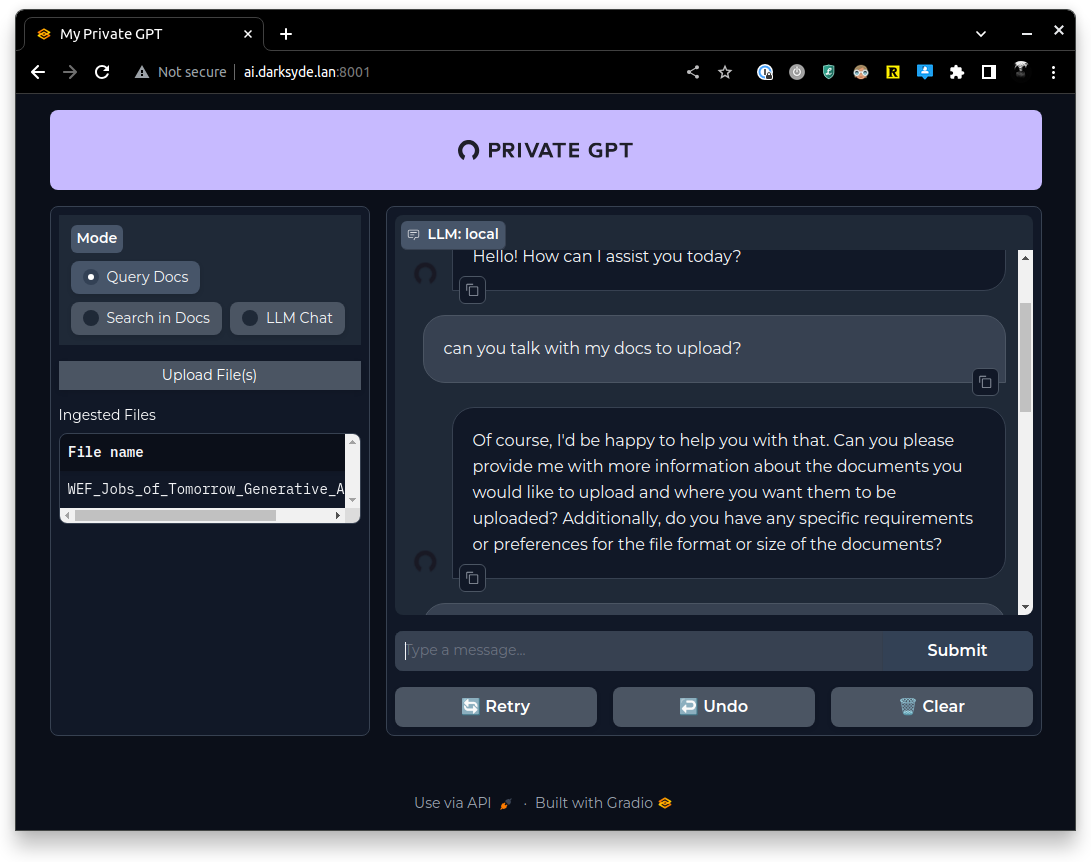 My Private GPT
Not secure
ai.darksyde.lan:8001
PRIVATE GPT
Mode
Query Docs
Search in Docs
LLM Chat
Upload File(s)
Ingested Files
File name
WEF_Jobs_of_Tomorrow_Generative_A
LLM: local
Hello! How can I assist you today?
can you talk with my docs to upload?
Of course, I'd be happy to help you with that. Can you please
provide me with more information about the documents you
would like to upload and where you want them to be
uploaded? Additionally, do you have any specific requirements
or preferences for the file format or size of the documents?
Type a message...
Submit
Retry
Undo
Clear
Use via API · Built with Gradio